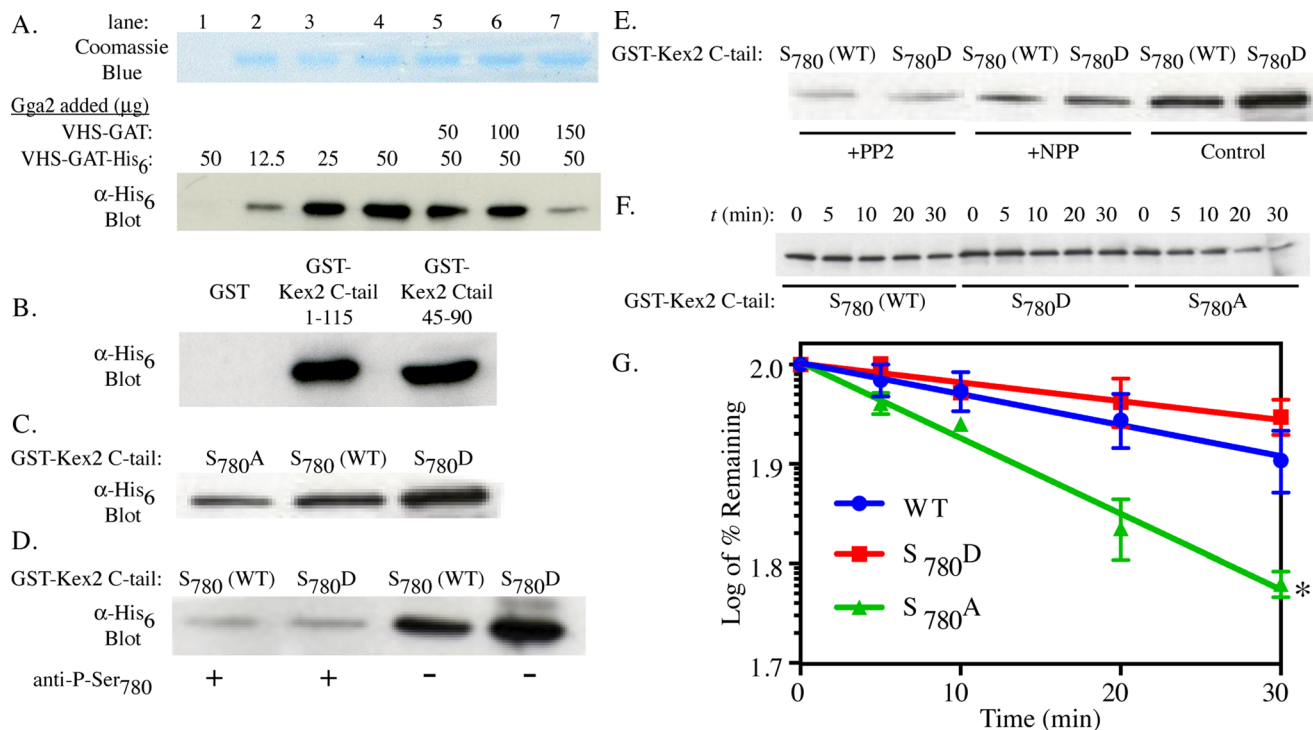 A.
lane: 1 2 3 4 5 6 7
Coomassie
Blue
Gga2 added (μg)
VHS-GAT: 50 100 150
VHS-GAT-His6: 50 12.5 25 50 50 50 50
α-His6
Blot
B.
GST
GST-
Kex2 C-tail
1-115
GST-
Kex2 Ctail
45-90
α-His6
Blot
C.
GST-Kex2 C-tail: S780A S780 (WT) S780D
α-His6
Blot
D.
GST-Kex2 C-tail: S780 (WT) S780D S780 (WT) S780D
α-His6
Blot
anti-P-Ser780 + + - -
E.
GST-Kex2 C-tail: S780 (WT) S780D S780 (WT) S780D S780 (WT) S780D
+PP2 +NPP Control
F.
t (min): 0 5 10 20 30 0 5 10 20 30 0 5 10 20 30
GST-Kex2 C-tail: S780 (WT) S780D S780A
G.
Log of % Remaining
2.0
1.9
1.8
1.7
WT
S780D
S780A
*
0 10 20 30
Time (min)